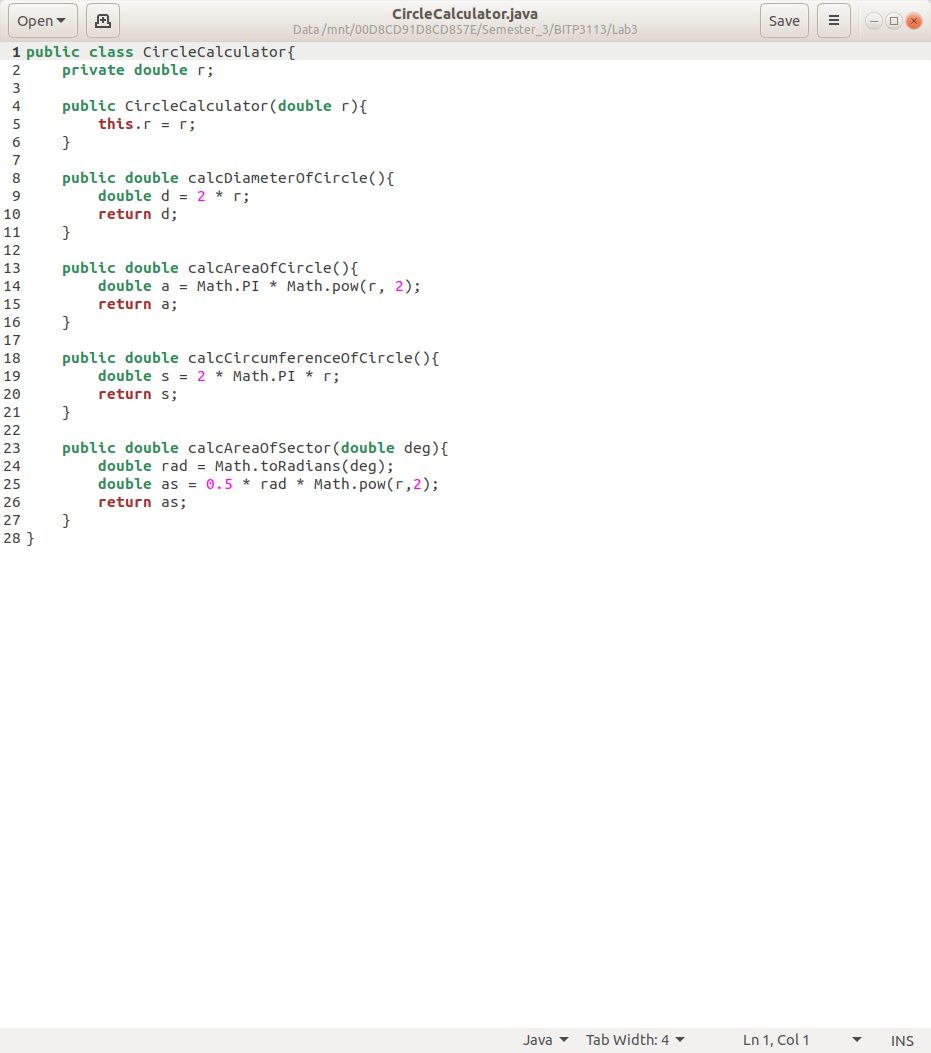 Open
CircleCalculator.java
Data /mnt/00D8CD91D8CD857E/Semester_3/BITP3113/Lab3
Save
1 public class CircleCalculator{
2     private double r;
3
4     public CircleCalculator(double r){
5         this.r = r;
6     }
7
8     public double calcDiameterOfCircle(){
9         double d = 2 * r;
10         return d;
11     }
12
13     public double calcAreaOfCircle(){
14         double a = Math.PI * Math.pow(r, 2);
15         return a;
16     }
17
18     public double calcCircumferenceOfCircle(){
19         double s = 2 * Math.PI * r;
20         return s;
21     }
22
23     public double calcAreaOfSector(double deg){
24         double rad = Math.toRadians(deg);
25         double as = 0.5 * rad * Math.pow(r,2);
26         return as;
27     }
28 }
Java Tab Width: 4 Ln 1, Col 1 INS